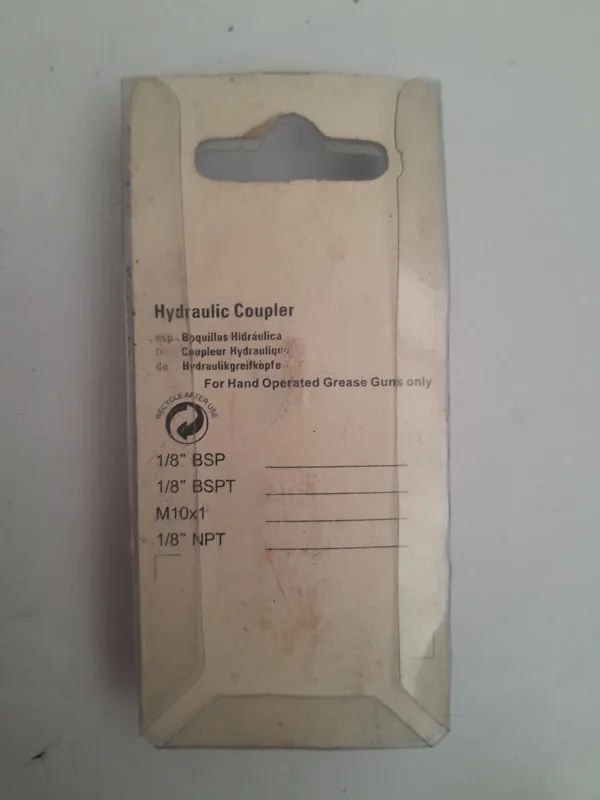 Hydraulic Coupler
esp. Boquillas Hidráulica
Coupleur Hydraulique
de Hydraulikgreifköpfe
For Hand Operated Grease Guns only
RECYCLE AFTER USE
1/8" BSP
1/8" BSPT
M10x1
1/8" NPT